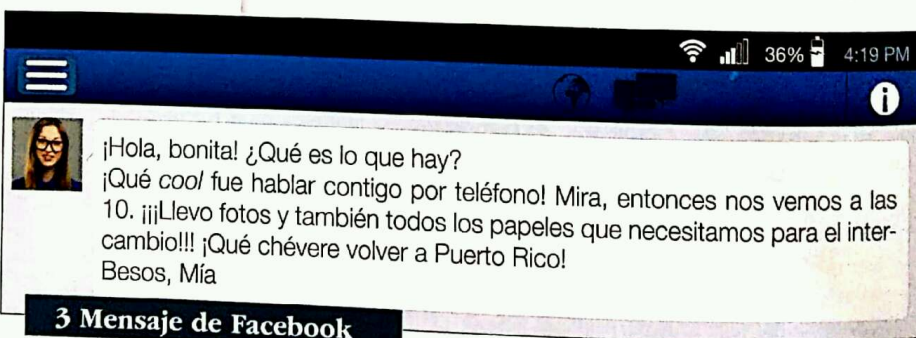 36% 4:19 PM
i
¡Hola, bonita! ¿Qué es lo que hay?
¡Qué cool fue hablar contigo por teléfono! Mira, entonces nos vemos a las
10. ¡¡¡Llevo fotos y también todos los papeles que necesitamos para el inter-
cambio!!! ¡Qué chévere volver a Puerto Rico!
Besos, Mía
3 Mensaje de Facebook